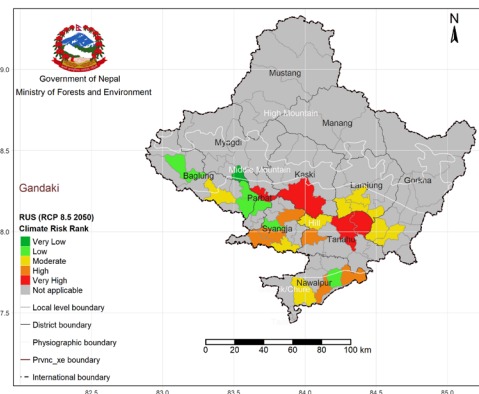 N
Government of Nepal
Ministry of Forests and Environment
9.0
Mustang
Manang
High Mountain
Myagdi
8.5
Middle Mountain
Baglung
Kaski
Lamjung
Gorkha
Gandaki
Parbat
RUS (RCP 8.5 2050)
Climate Risk Rank
Very Low
Low
Moderate
High
Very High
Not applicable
8.0
Syangja
Hill
Tanahu
Nawalpur
Local level boundary
District boundary
Physiographic boundary
Prvnc_xe boundary
International boundary
7.5
0 20 40 60 80 100 km
82.5 83.0 83.5 84.0 84.5 85.0